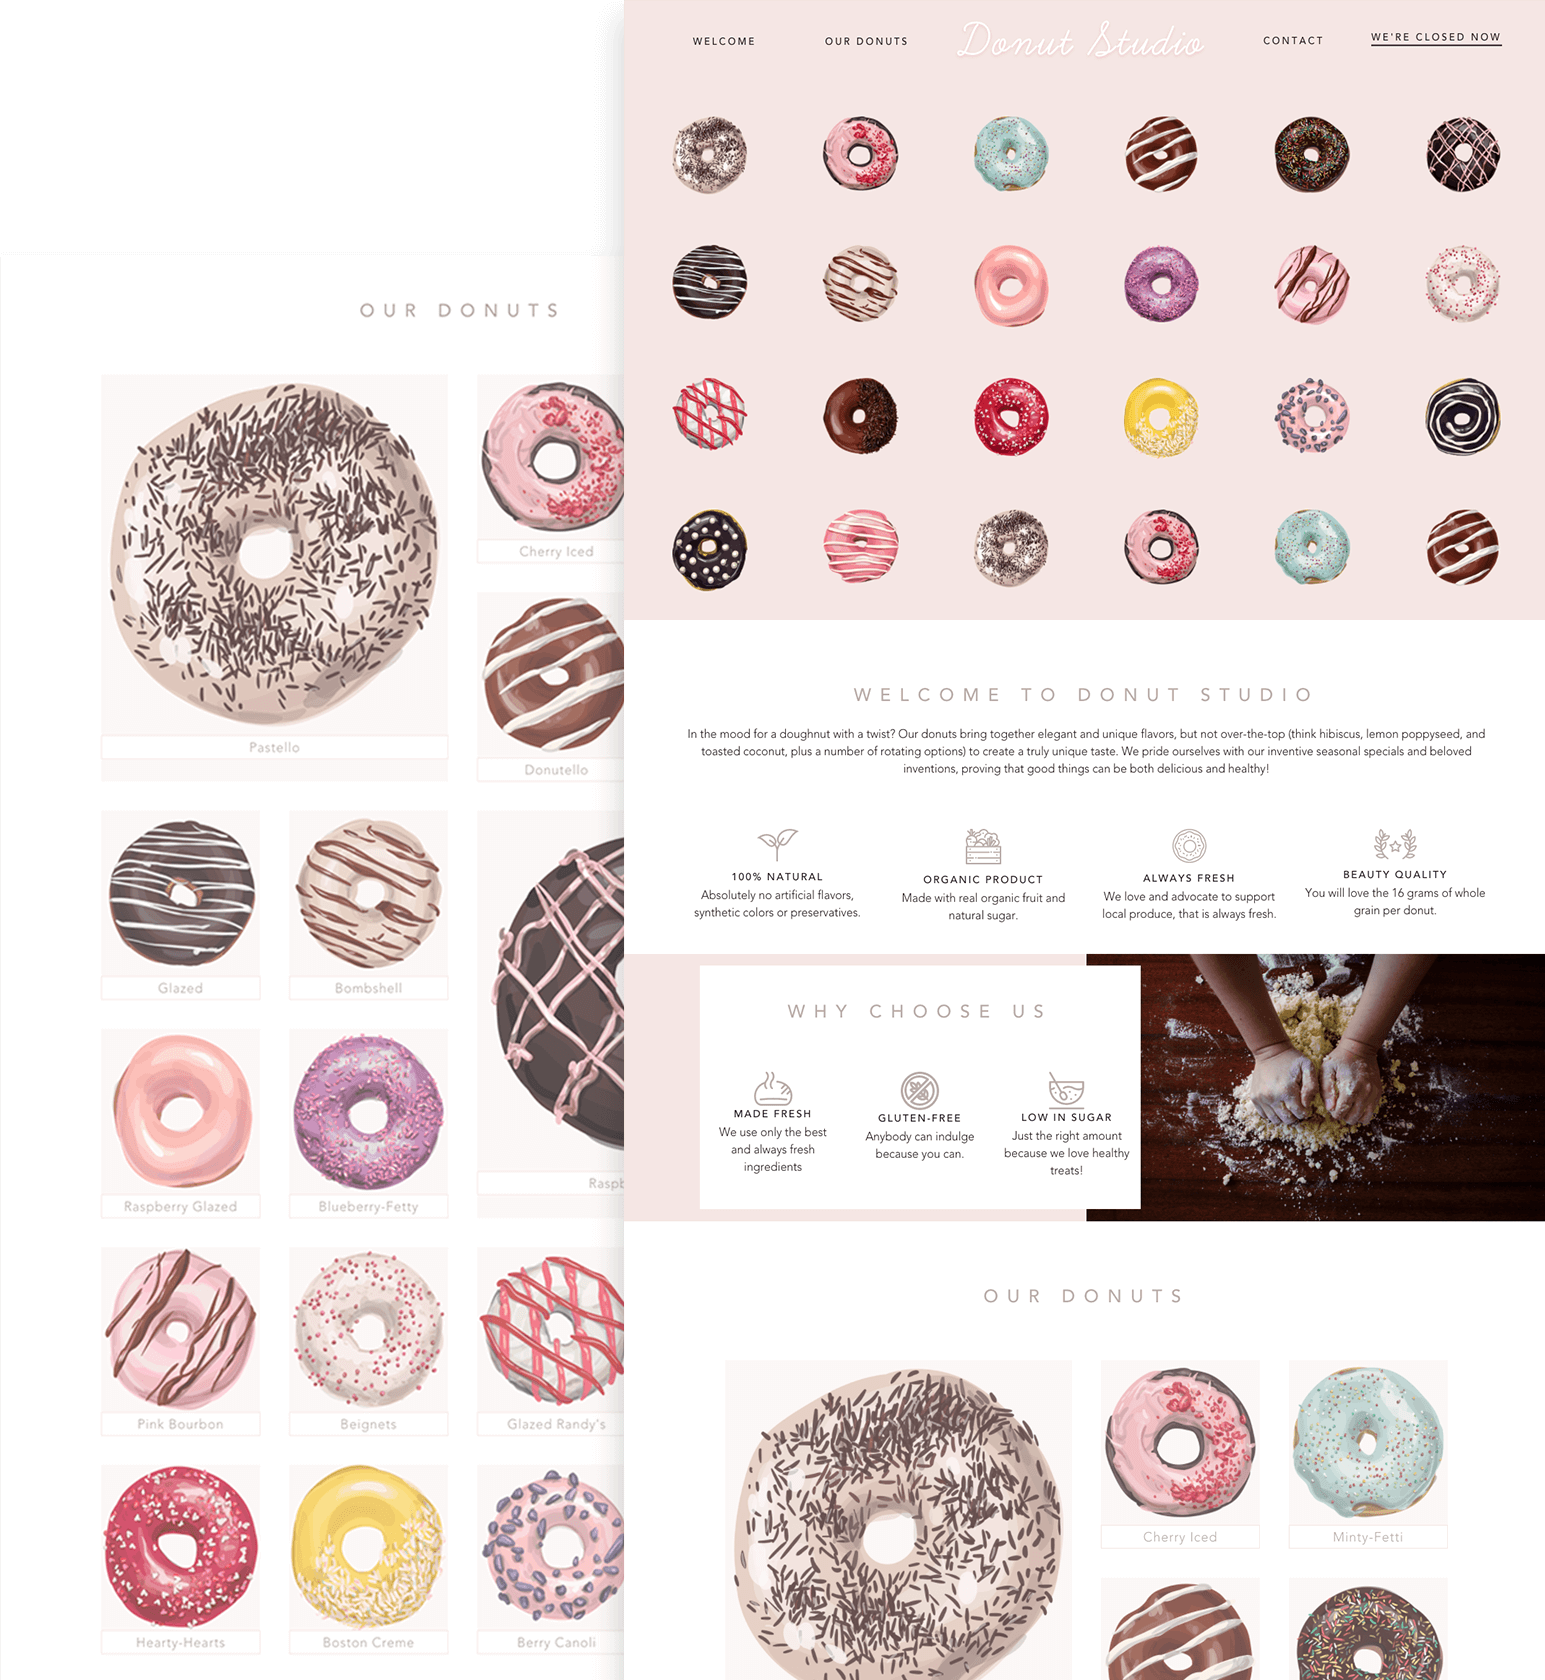 OUR DONUTS
Cherry Iced
Pastello
Donutello
Glazed
Bombshell
Raspberry Glazed
Blueberry-Fetty
Pink Bourbon
Beignets
Glazed Randy's
Hearty-Hearts
Boston Creme
Berry Canoli
WELCOME
OUR DONUTS
Donut Studio
CONTACT
WE'RE CLOSED NOW
WELCOME TO DONUT STUDIO
In the mood for a doughnut with a twist? Our donuts bring together elegant and unique flavors, but not over-the-top (think hibiscus, lemon poppyseed, and
toasted coconut, plus a number of rotating options) to create a truly unique taste. We pride ourselves with our inventive seasonal specials and beloved
inventions, proving that good things can be both delicious and healthy!
100% NATURAL
Absolutely no artificial flavors,
synthetic colors or preservatives.
ORGANIC PRODUCT
Made with real organic fruit and
natural sugar.
ALWAYS FRESH
We love and advocate to support
local produce, that is always fresh.
BEAUTY QUALITY
You will love the 16 grams of whole
grain per donut.
WHY CHOOSE US
MADE FRESH
We use only the best
and always fresh
ingredients
GLUTEN-FREE
Anybody can indulge
because you can.
LOW IN SUGAR
Just the right amount
because we love healthy
treats!
OUR DONUTS
Cherry Iced
Minty-Fetti